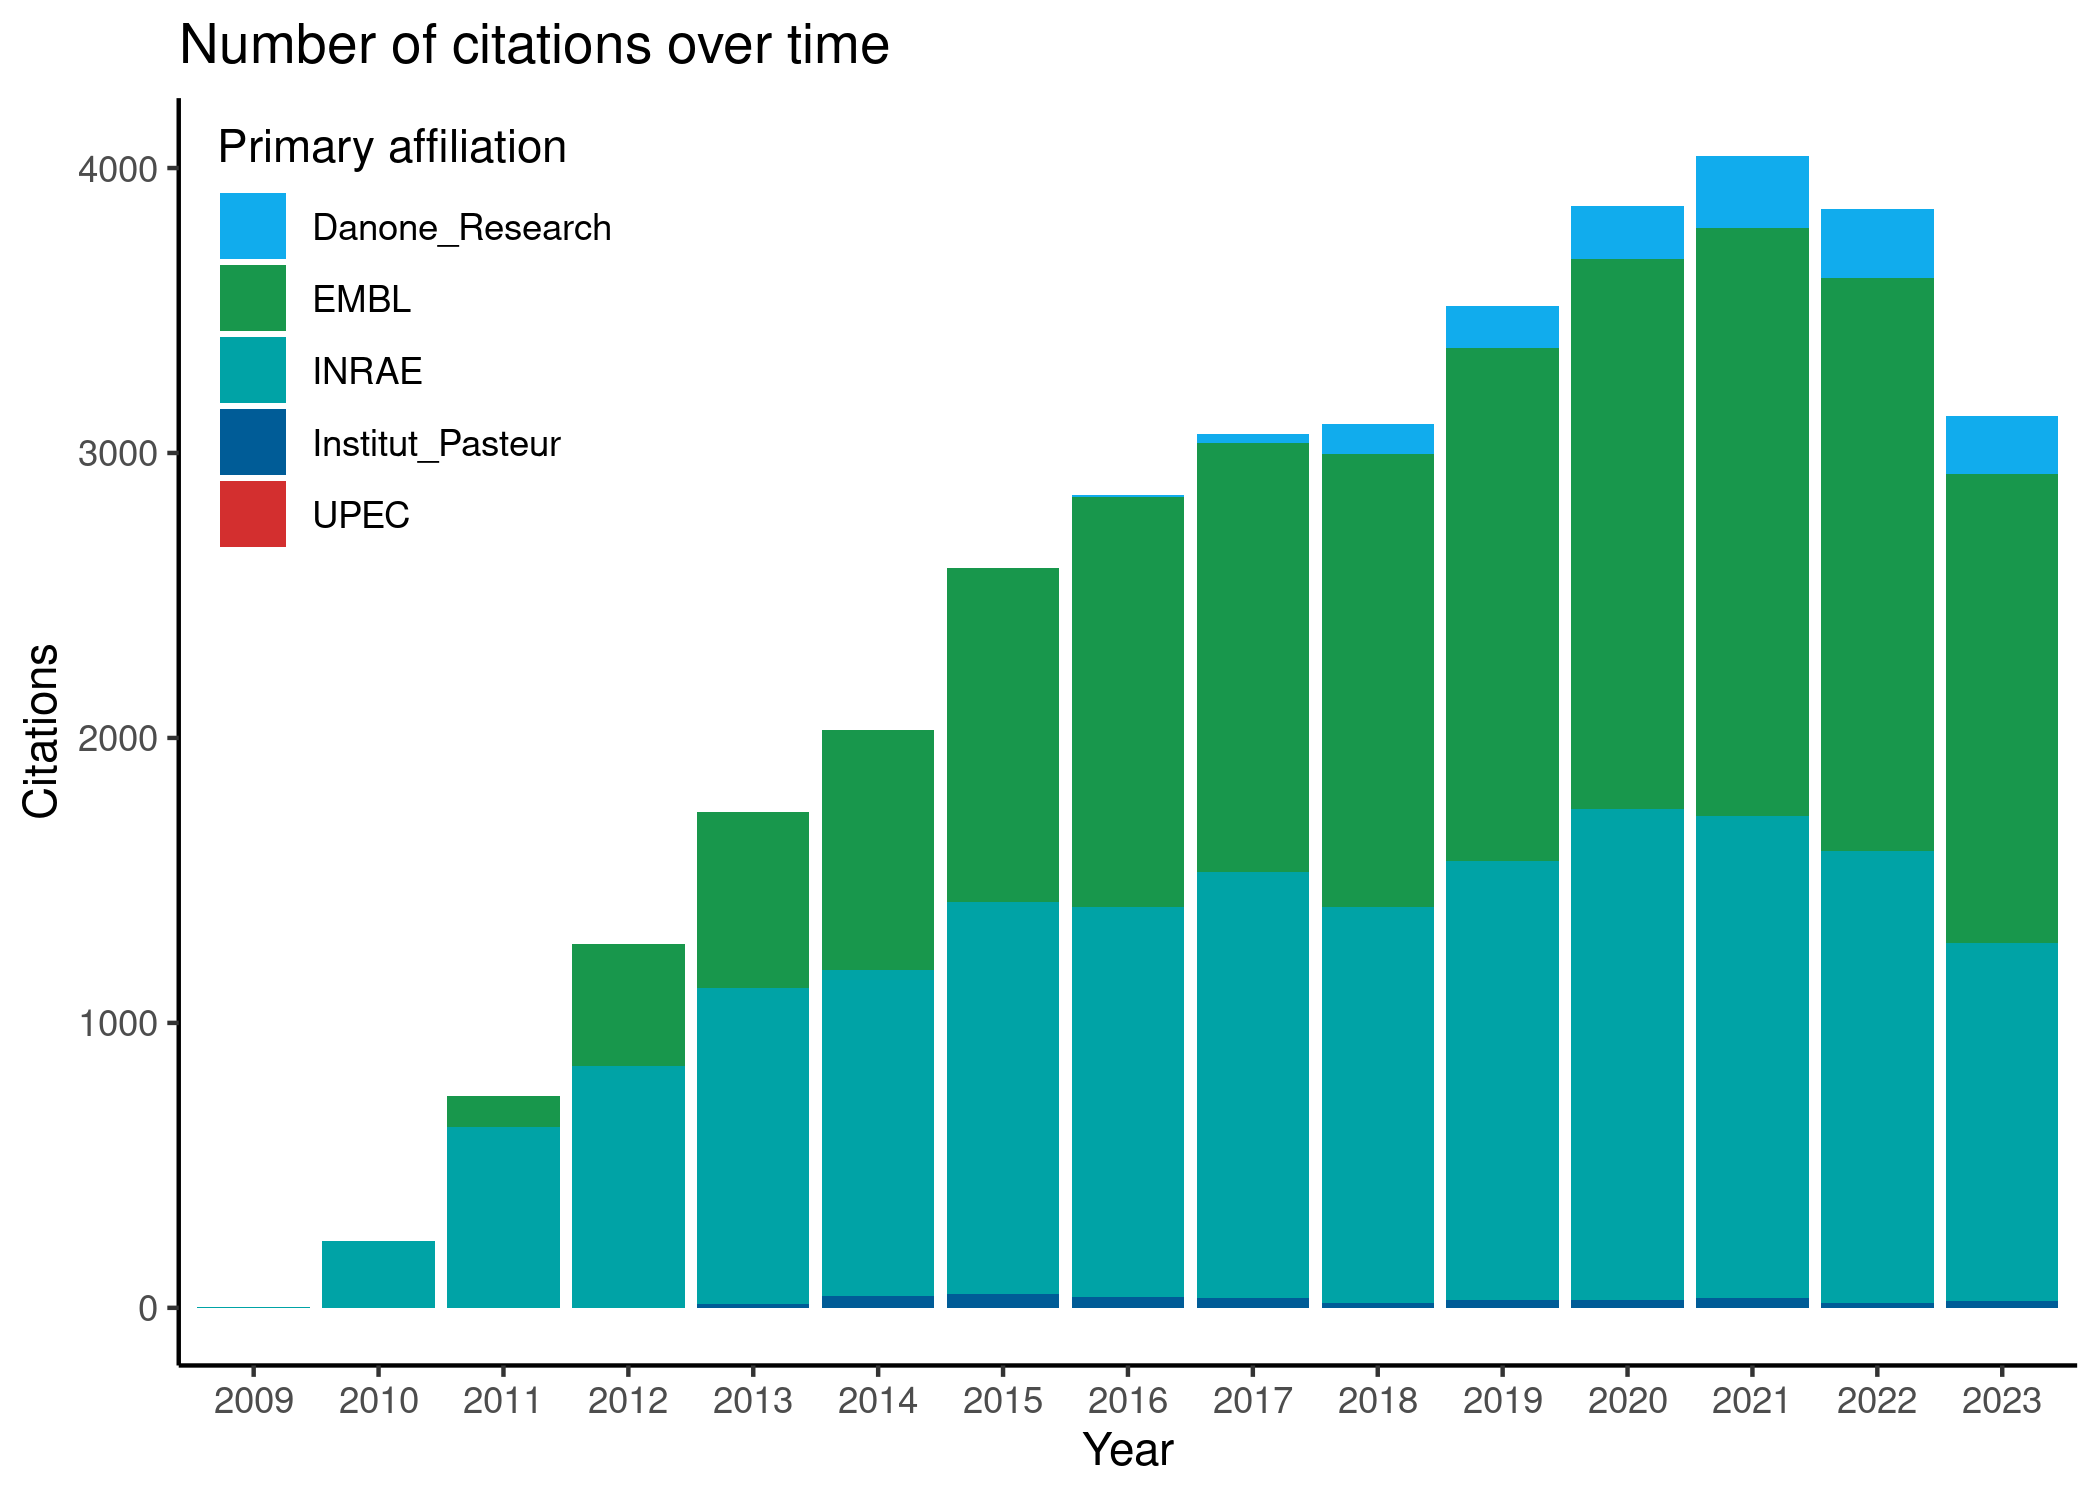 Number of citations over time
Primary affiliation
Danone_Research
EMBL
INRAE
Institut_Pasteur
UPEC
4000
3000
2000
1000
0
Citations
2009 2010 2011 2012 2013 2014 2015 2016 2017 2018 2019 2020 2021 2022 2023
Year